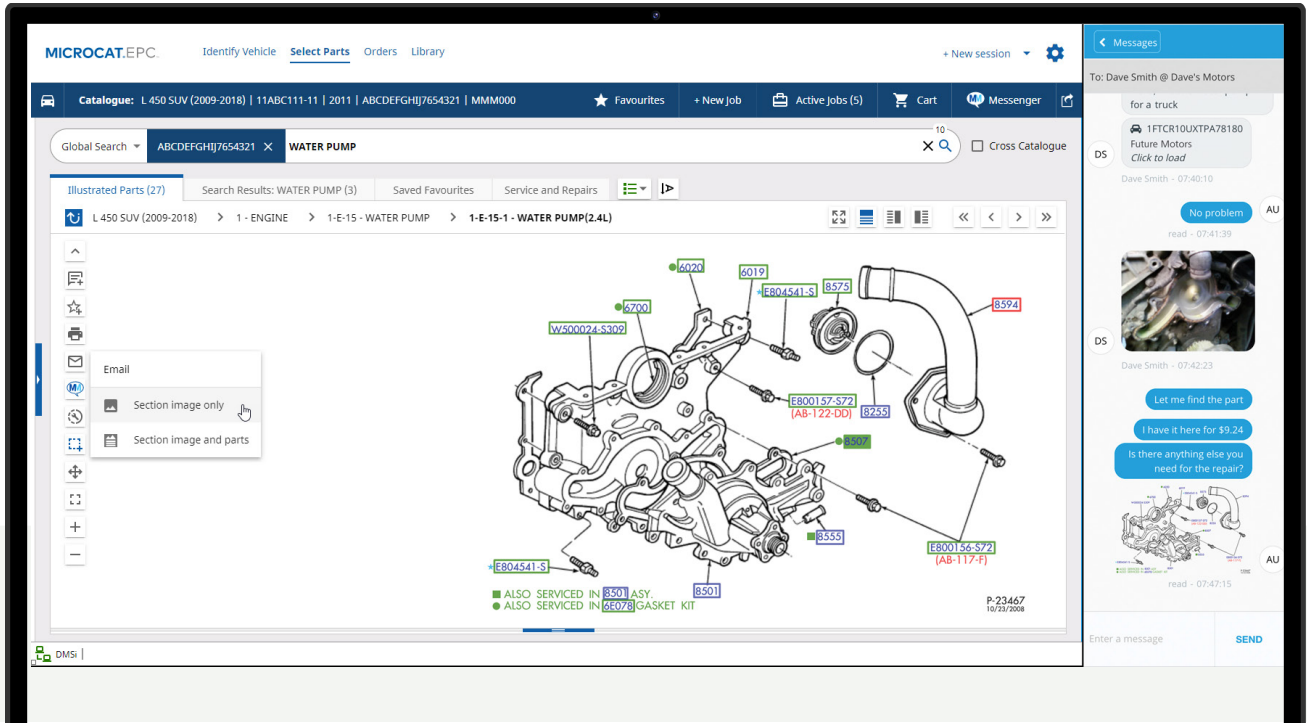 MICROCAT.EPC
Identify Vehicle Select Parts Orders Library
+ New session
Catalogue: L 450 SUV (2009-2018) | 11ABC111-11 | 2011 | ABCDEFGHIJ7654321 | MMM000
Favourites + New Job Active Jobs (5) Cart Messenger
Global Search ABCDEFGHIJ7654321 WATER PUMP 10 Cross Catalogue
Illustrated Parts (27) Search Results: WATER PUMP (3) Saved Favourites Service and Repairs
L 450 SUV (2009-2018) > 1 - ENGINE > 1-E-15 - WATER PUMP > 1-E-15-1 - WATER PUMP(2.4L)
Email
Section image only
Section image and parts
6020
6019
*E804541-S
8575
6700
8594
W500024-S309
E800157-S72
(AB-122-DD)
8255
8507
8555
E800156-S72
(AB-117-F)
*E804541-S
8501
ALSO SERVICED IN 8501 ASY.
ALSO SERVICED IN 6E078 GASKET KIT
P-23467
10/23/2008
DMSi
Messages
To: Dave Smith @ Dave's Motors
for a truck
1FTCR10UXTPA78180
Future Motors
Click to load
DS
Dave Smith - 07:40:10
No problem
AU
read - 07:41:39
DS
Dave Smith - 07:42:23
Let me find the part
I have it here for $9.24
Is there anything else you
need for the repair?
AU
read - 07:47:15
Enter a message
SEND